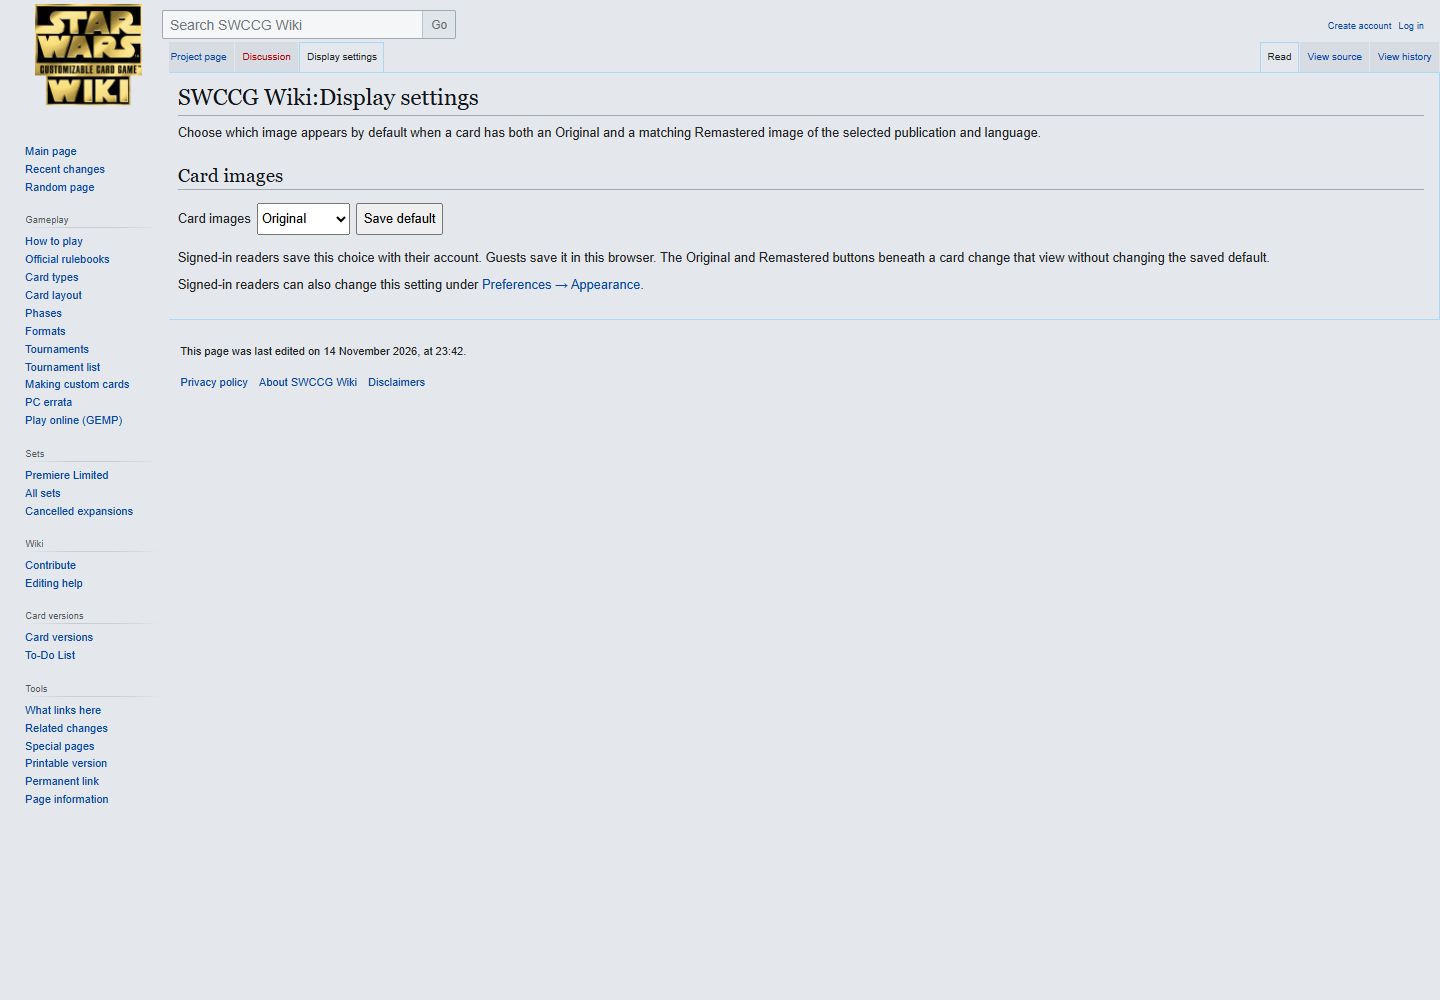 STAR WARS
CUSTOMIZABLE CARD GAME
WIKI
Search SWCCG Wiki
Go
Create account
Log in
Project page
Discussion
Display settings
Read
View source
View history
SWCCG Wiki:Display settings
Choose which image appears by default when a card has both an Original and a matching Remastered image of the selected publication and language.
Card images
Card images
Original
Save default
Signed-in readers save this choice with their account. Guests save it in this browser. The Original and Remastered buttons beneath a card change that view without changing the saved default.
Signed-in readers can also change this setting under Preferences → Appearance.
This page was last edited on 14 November 2026, at 23:42.
Privacy policy
About SWCCG Wiki
Disclaimers
Main page
Recent changes
Random page
Gameplay
How to play
Official rulebooks
Card types
Card layout
Phases
Formats
Tournaments
Tournament list
Making custom cards
PC errata
Play online (GEMP)
Sets
Premiere Limited
All sets
Cancelled expansions
Wiki
Contribute
Editing help
Card versions
Card versions
To-Do List
Tools
What links here
Related changes
Special pages
Printable version
Permanent link
Page information